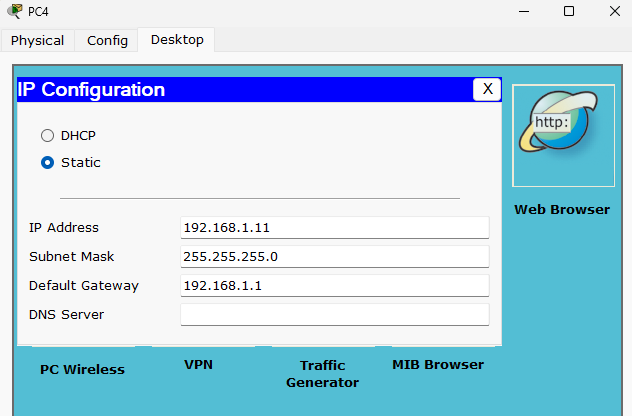 PC4
Physical Config Desktop
IP Configuration X
http:
DHCP
Static
Web Browser
IP Address 192.168.1.11
Subnet Mask 255.255.255.0
Default Gateway 192.168.1.1
DNS Server
PC Wireless VPN Traffic Generator MIB Browser